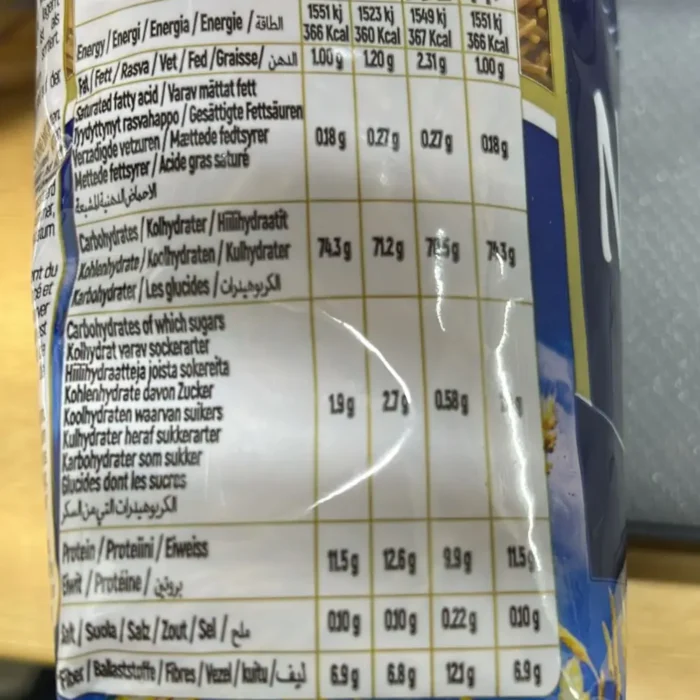 1551 kj 1523 kj 1549 kj 1551 kj
Energy / Energi / Energia / Energie / الطاقة 366 Kcal 360 Kcal 367 Kcal 366 Kcal
Fat / Fett / Rasva / Vet / Fed / Graisse / الدهن 1.00 g 1.20 g 2.31 g 1.00 g
Saturated fatty acid / Varav mättat fett
Tyydyttynyt rasvahappo / Gesättigte Fettsäuren
Verzadigde vetzuren / Mættede fedtsyrer 0.18 g 0.27 g 0.27 g 0.18 g
Mettede fettsyrer / Acide gras saturé
الاحماض الدهنية المشبعة
Carbohydrates / Kolhydrater / Hiilihydraatit
Kohlenhydrate / Koolhydraten / Kulhydrater 74.3 g 71.2 g 74.3 g
Karbohydrater / Les glucides / الكربوهيدرات
Carbohydrates of which sugars
Kolhydrat varav sockerarter
Hiilihydraatteja joista sokereita
Kohlenhydrate davon Zucker
Koolhydraten waarvan suikers 1.9 g 2.7 g 0.58 g
Kulhydrater heraf sukkerarter
Karbohydrater som sukker
Glucides dont les sucres
الكربوهيدرات التي من السكر
Protein / Proteiini / Eiweiss
Eiwit / Protéine / بروتين 11.5 g 12.6 g 9.9 g 11.5 g
Salt / Suola / Salz / Zout / Sel / ملح 0.10 g 0.10 g 0.22 g 0.10 g
Fiber / Ballaststoffe / Fibres / Vezel / kuitu / ليف 6.9 g 6.8 g 12.1 g 6.9 g